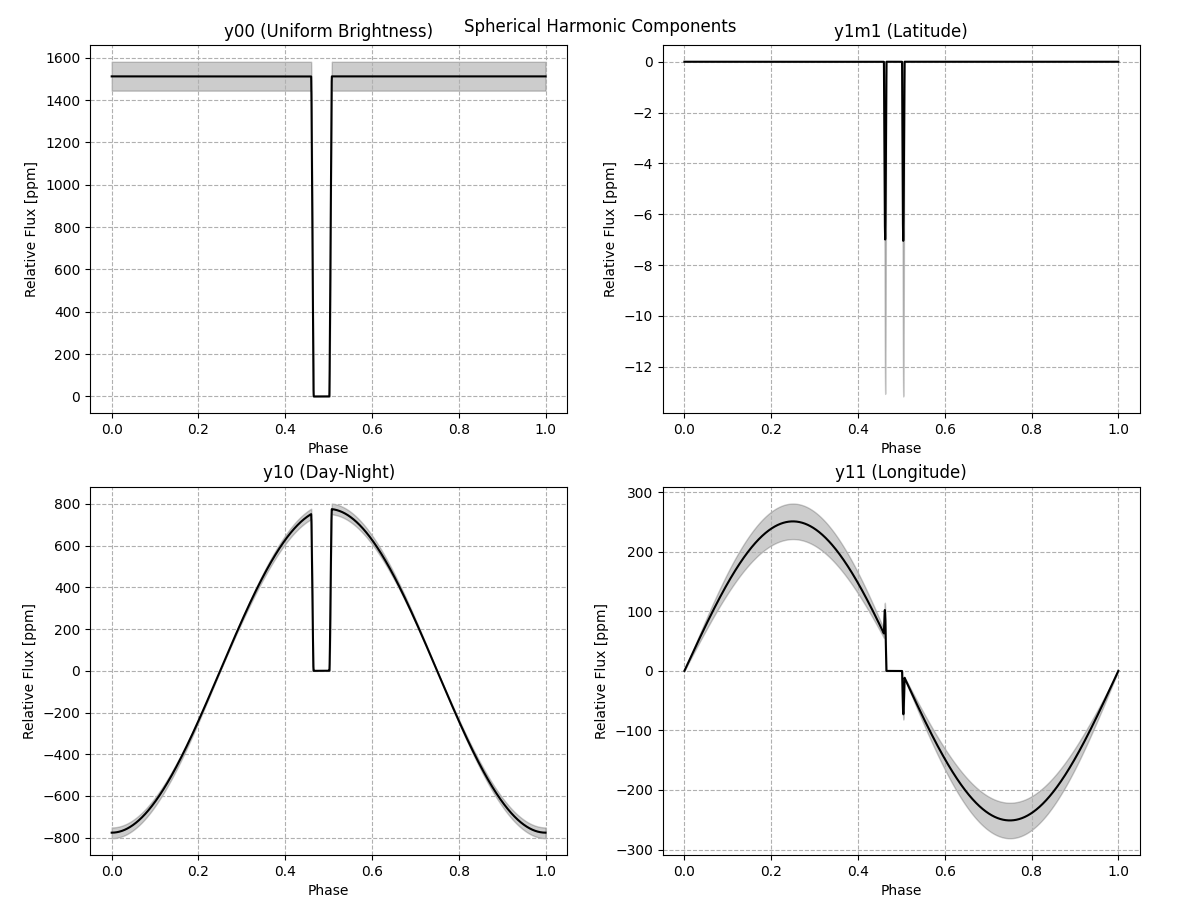 Spherical Harmonic Components
y00 (Uniform Brightness)
1600
1400
1200
1000
800
600
400
200
0
Relative Flux [ppm]
0.0 0.2 0.4 0.6 0.8 1.0
Phase
y1m1 (Latitude)
0
−2
−4
−6
−8
−10
−12
Relative Flux [ppm]
0.0 0.2 0.4 0.6 0.8 1.0
Phase
y10 (Day-Night)
800
600
400
200
0
−200
−400
−600
−800
Relative Flux [ppm]
0.0 0.2 0.4 0.6 0.8 1.0
Phase
y11 (Longitude)
300
200
100
0
−100
−200
−300
Relative Flux [ppm]
0.0 0.2 0.4 0.6 0.8 1.0
Phase